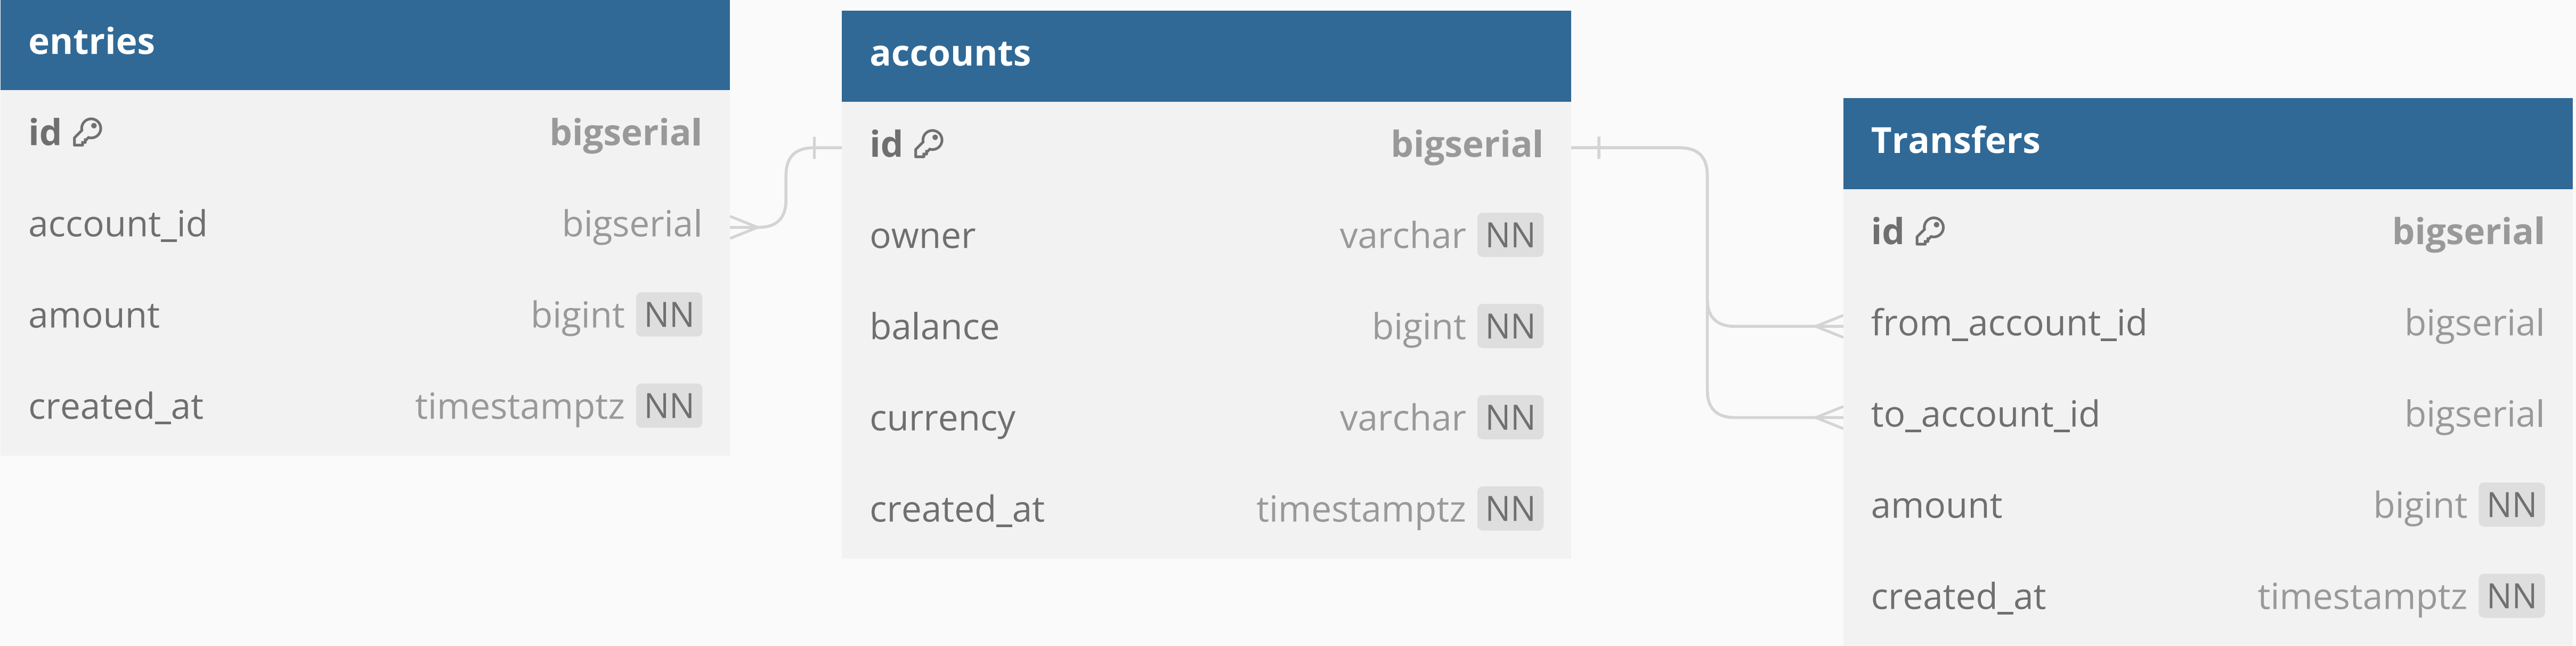 entries
id bigserial
account_id bigserial
amount bigint NN
created_at timestamptz NN
accounts
id bigserial
owner varchar NN
balance bigint NN
currency varchar NN
created_at timestamptz NN
Transfers
id bigserial
from_account_id bigserial
to_account_id bigserial
amount bigint NN
created_at timestamptz NN